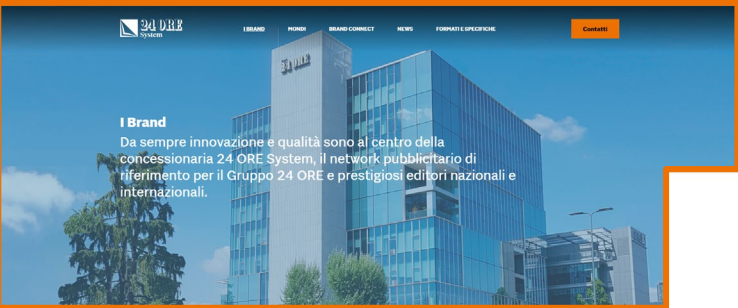 24 ORE
System
I BRAND
MONDI
BRAND CONNECT
NEWS
FORMATI E SPECIFICHE
Contatti
24 ORE
I Brand
Da sempre innovazione e qualità sono al centro della
concessionaria 24 ORE System, il network pubblicitario di
riferimento per il Gruppo 24 ORE e prestigiosi editori nazionali e
internazionali.